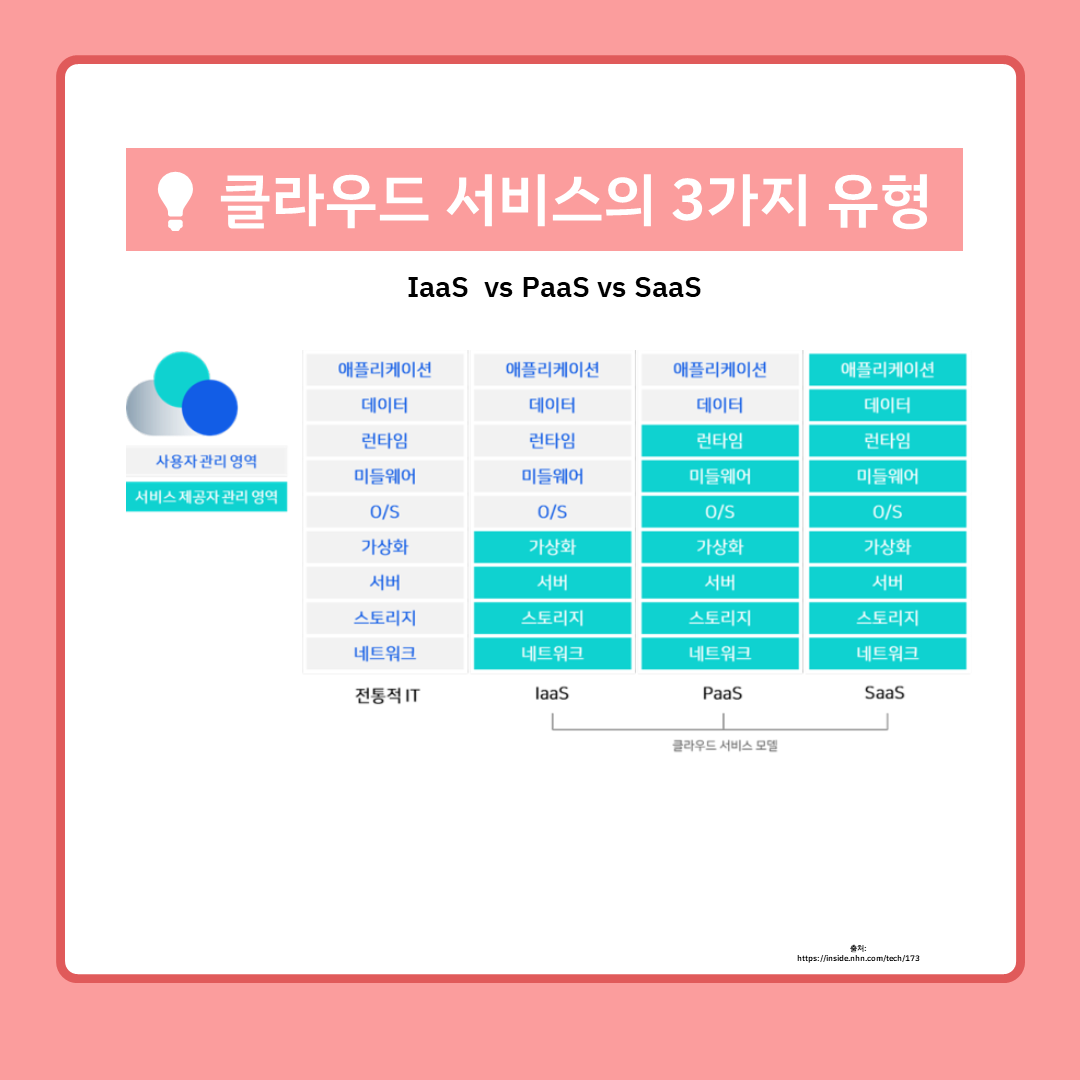 클라우드 서비스의 3가지 유형
IaaS vs PaaS vs SaaS
사용자 관리 영역
서비스 제공자 관리 영역
애플리케이션 애플리케이션 애플리케이션 애플리케이션
데이터 데이터 데이터 데이터
런타임 런타임 런타임 런타임
미들웨어 미들웨어 미들웨어 미들웨어
O/S O/S O/S O/S
가상화 가상화 가상화 가상화
서버 서버 서버 서버
스토리지 스토리지 스토리지 스토리지
네트워크 네트워크 네트워크 네트워크
전통적 IT IaaS PaaS SaaS
클라우드 서비스 모델
출처:
https://inside.nhn.com/tech/173